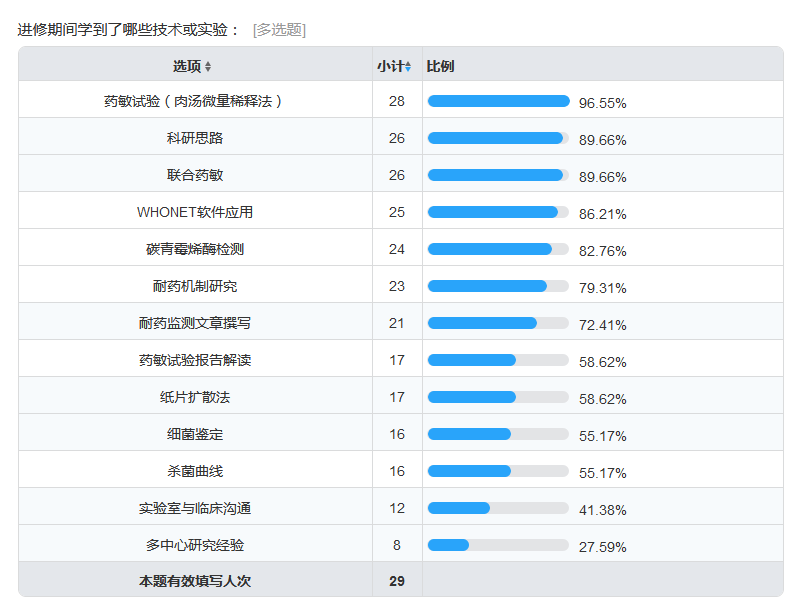 进修期间学到了哪些技术或实验： [多选题]
选项 小计 比例
药敏试验（肉汤微量稀释法） 28 96.55%
科研思路 26 89.66%
联合药敏 26 89.66%
WHONET软件应用 25 86.21%
碳青霉烯酶检测 24 82.76%
耐药机制研究 23 79.31%
耐药监测文章撰写 21 72.41%
药敏试验报告解读 17 58.62%
纸片扩散法 17 58.62%
细菌鉴定 16 55.17%
杀菌曲线 16 55.17%
实验室与临床沟通 12 41.38%
多中心研究经验 8 27.59%
本题有效填写人次 29